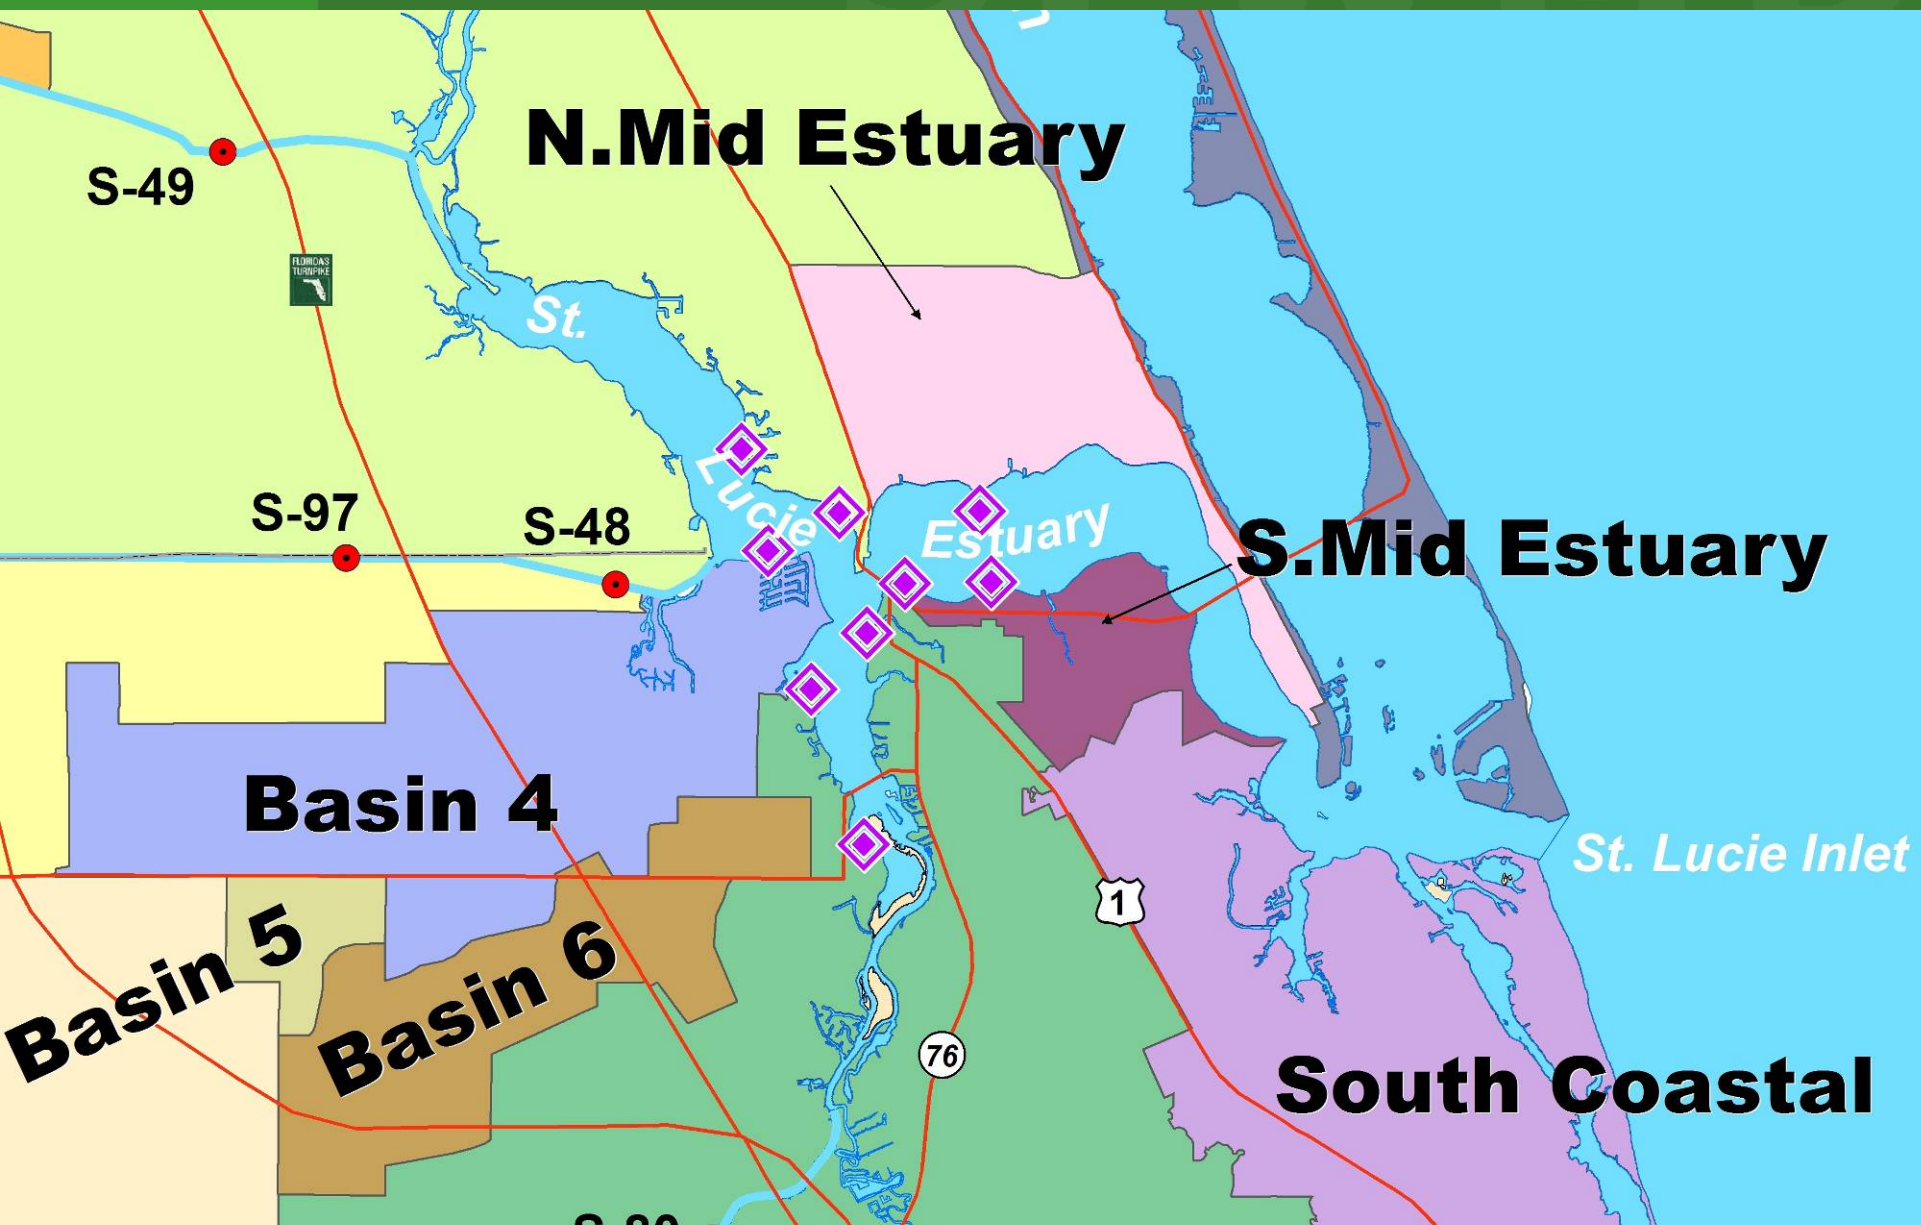 N.Mid Estuary
S-49
FLORIDA'S
TURNPIKE
St.
Lucie
Estuary
S-97
S-48
S.Mid Estuary
Basin 4
St. Lucie Inlet
1
Basin 5
Basin 6
76
South Coastal
S-80